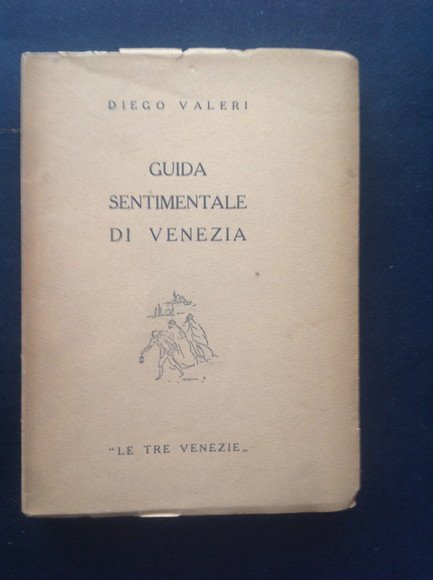 DIEGO VALERI
GUIDA
SENTIMENTALE
DI VENEZIA
"LE TRE VENEZIE„